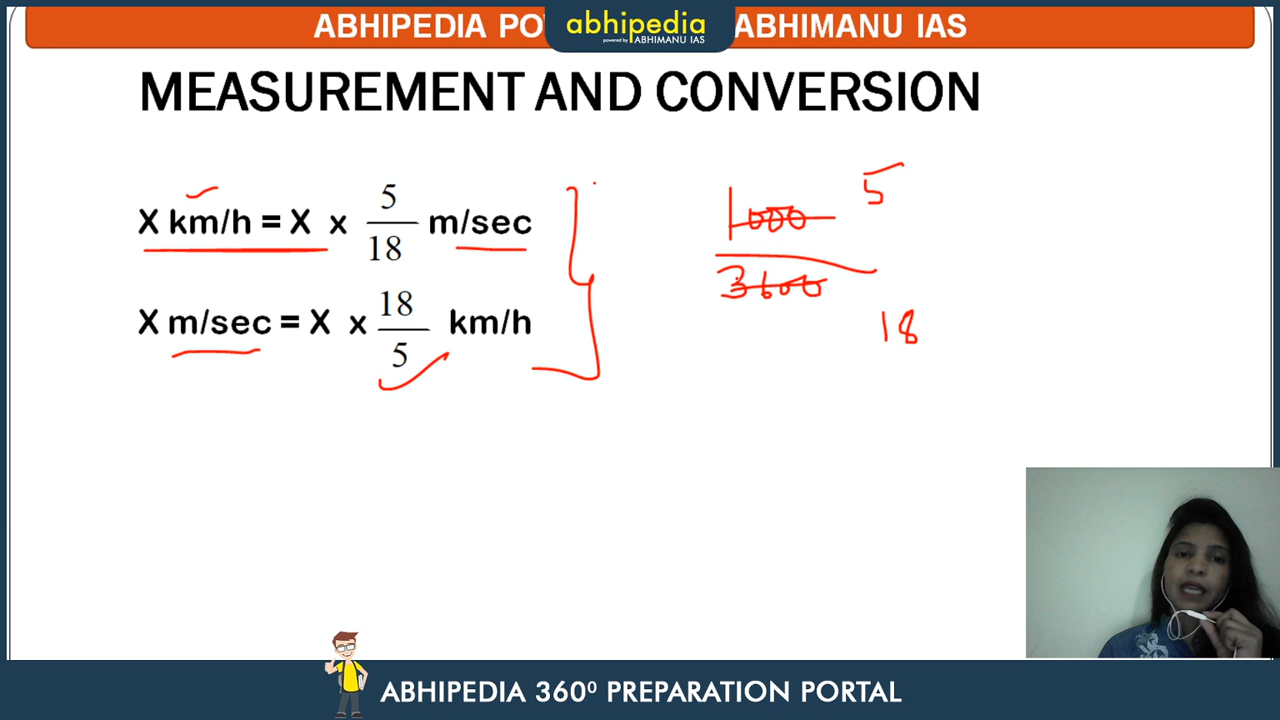 ABHIPEDIA PO
abhipedia
powered by ABHIMANU IAS
ABHIMANU IAS
MEASUREMENT AND CONVERSION
X km/h = X x 5/18 m/sec
X m/sec = X x 18/5 km/h
1000 5
3600
18
ABHIPEDIA 360⁰ PREPARATION PORTAL